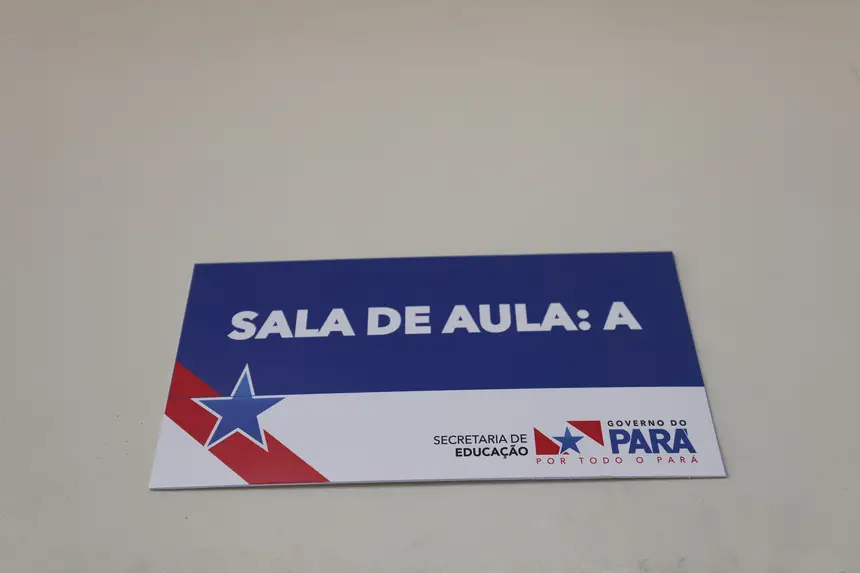 SALA DE AULA: A
SECRETARIA DE
EDUCAÇÃO
GOVERNO DO
PARÁ
POR TODO O PARÁ